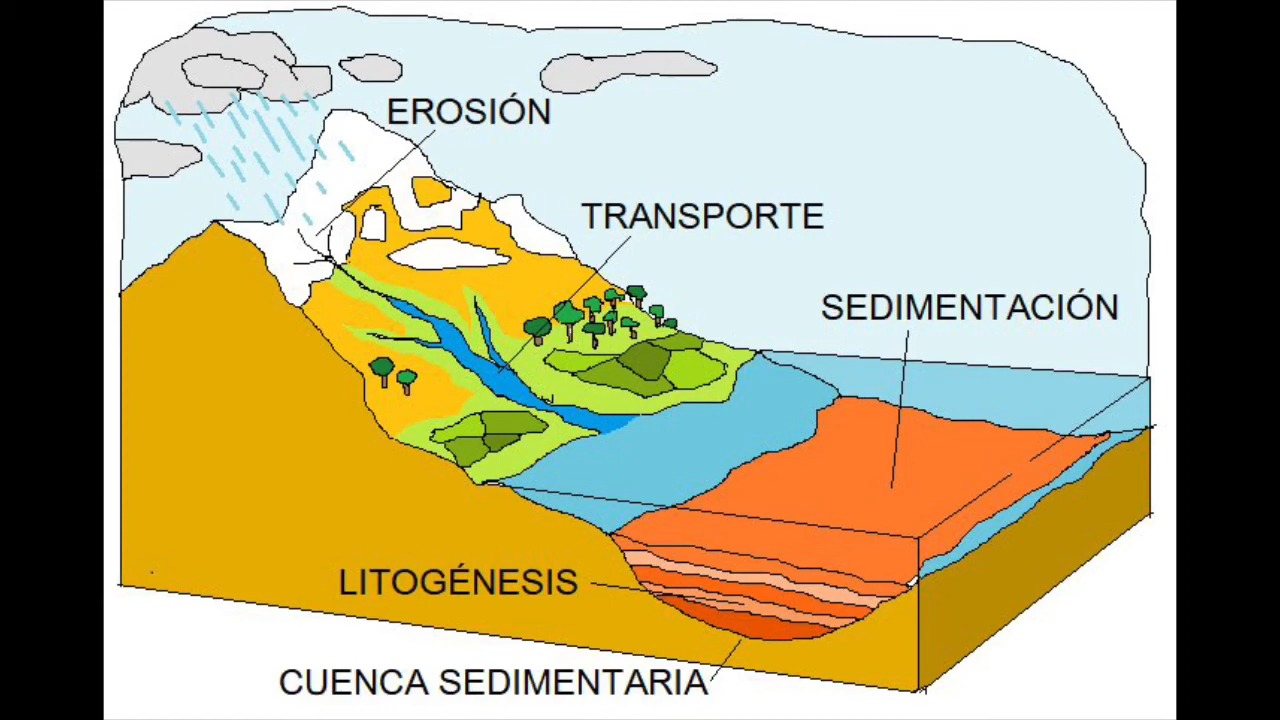 EROSIÓN
TRANSPORTE
SEDIMENTACIÓN
LITOGÉNESIS
CUENCA SEDIMENTARIA